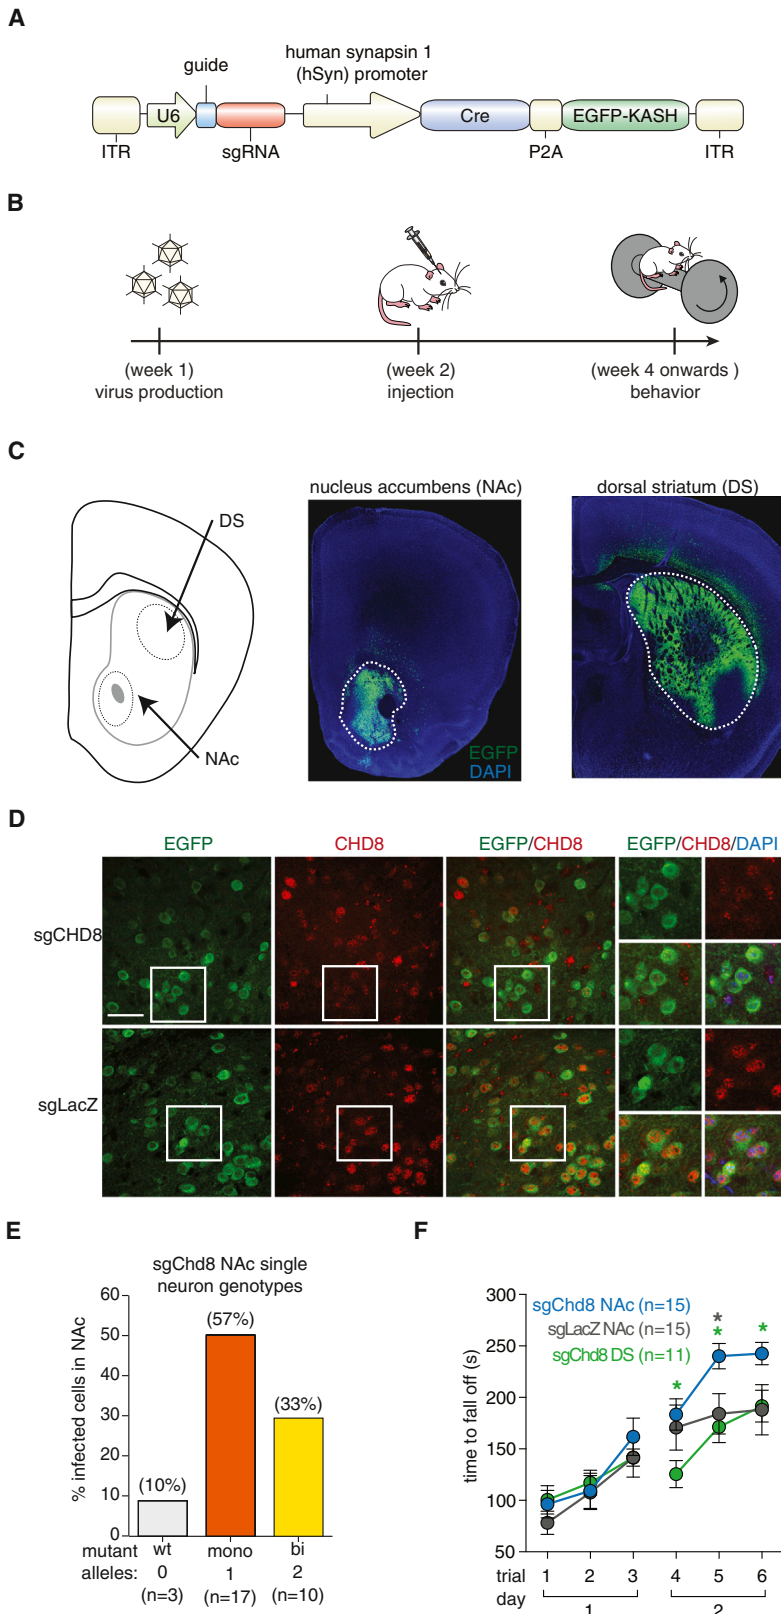 A
human synapsin 1
(hSyn) promoter
guide
U6
Cre
EGFP-KASH
ITR
sgRNA
P2A
ITR
B
(week 1)
virus production
(week 2)
injection
(week 4 onwards )
behavior
C
nucleus accumbens (NAc)
dorsal striatum (DS)
DS
NAc
EGFP
DAPI
D
EGFP
CHD8
EGFP/CHD8
EGFP/CHD8/DAPI
sgCHD8
sgLacZ
E
sgChd8 NAc single
neuron genotypes
% infected cells in NAc
60
50
40
30
20
10
0
(10%)
(57%)
(33%)
wt
mono
bi
mutant
alleles:
0
1
2
(n=3)
(n=17)
(n=10)
F
time to fall off (s)
300
250
200
150
100
50
sgChd8 NAc (n=15)
sgLacZ NAc (n=15)
sgChd8 DS (n=11)
*
*
*
*
trial
1
2
3
4
5
6
day
1
2